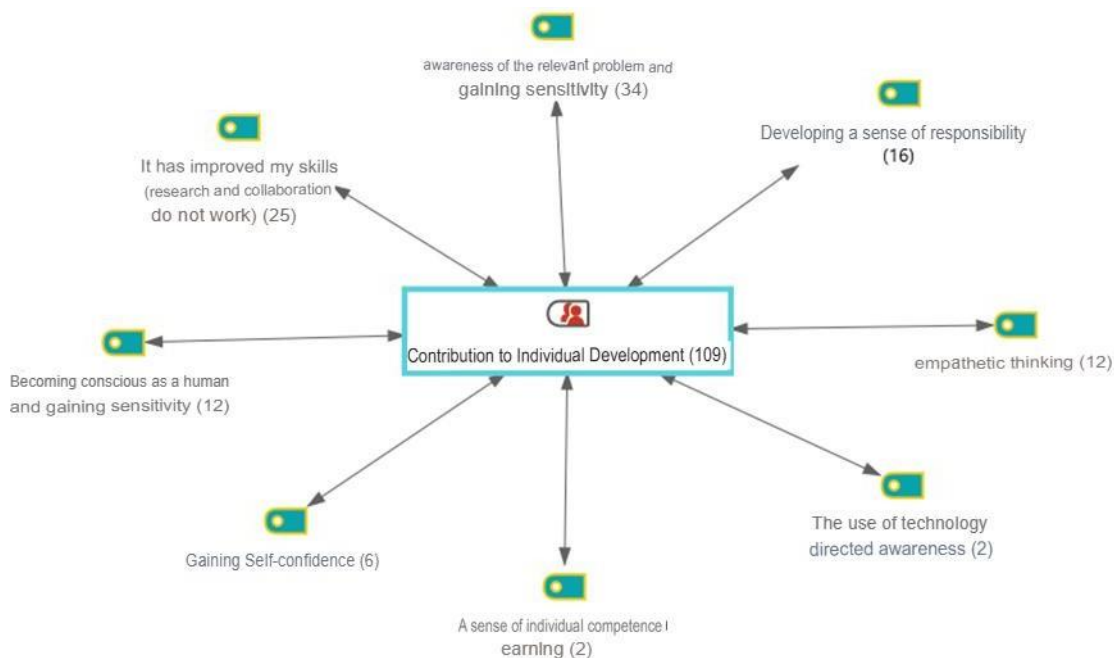 awareness of the relevant problem and
gaining sensitivity (34)
Developing a sense of responsibility
(16)
It has improved my skills
(research and collaboration
do not work) (25)
Contribution to Individual Development (109)
empathetic thinking (12)
Becoming conscious as a human
and gaining sensitivity (12)
The use of technology
directed awareness (2)
Gaining Self-confidence (6)
A sense of individual competence
earning (2)